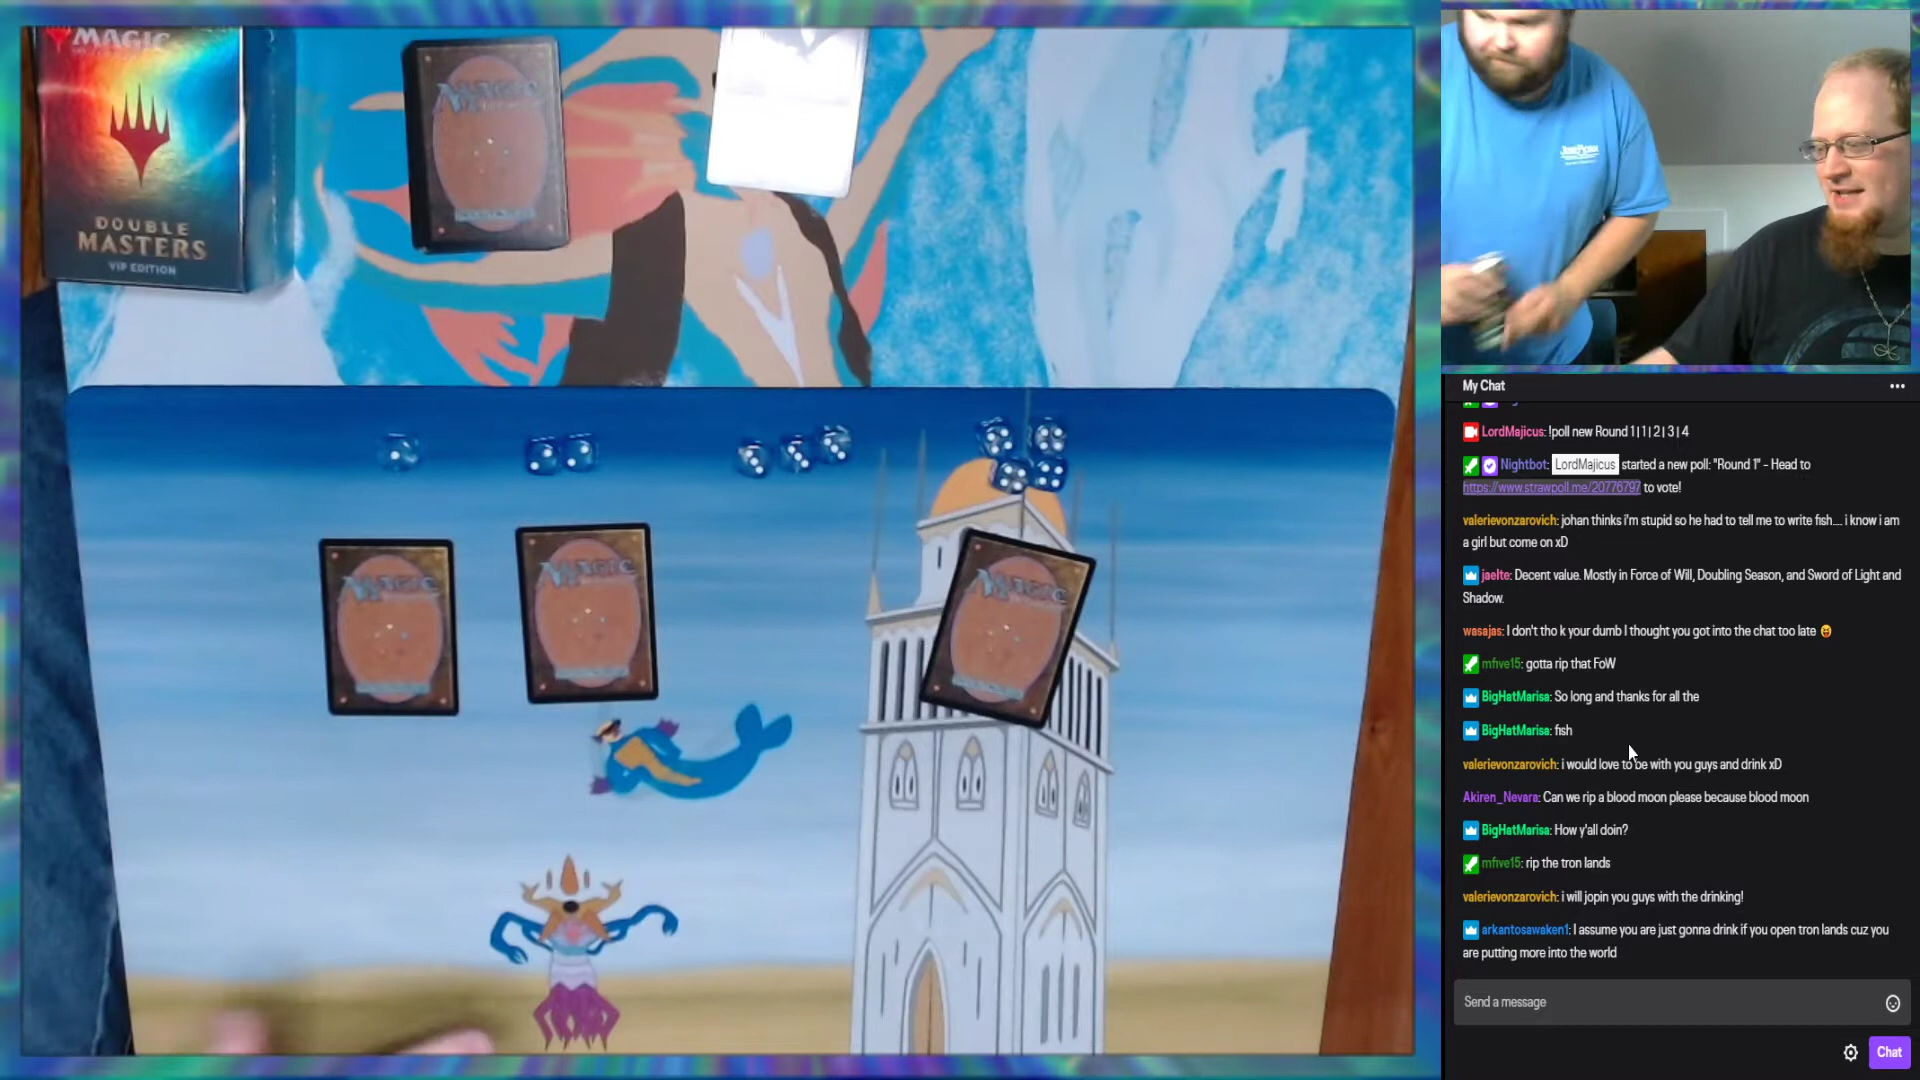 MAGIC
DOUBLE
MASTERS
VIP EDITION
MAGIC
MAGIC
MAGIC
MAGIC
My Chat
LordMajicus: !poll new Round 1|1|2|3|4
Nightbot: LordMajicus started a new poll: "Round 1" - Head to
https://www.strawpoll.me/20776797 to vote!
valerievonzarovich: johan thinks i'm stupid so he had to tell me to write fish.... i know i am
a girl but come on xD
jaelte: Decent value. Mostly in Force of Will, Doubling Season, and Sword of Light and
Shadow.
wasajas: I don't tho k your dumb I thought you got into the chat too late 😝
mfive15: gotta rip that FoW
BigHatMarisa: So long and thanks for all the
BigHatMarisa: fish
valerievonzarovich: i would love to be with you guys and drink xD
Akiren_Nevara: Can we rip a blood moon please because blood moon
BigHatMarisa: How y'all doin?
mfive15: rip the tron lands
valerievonzarovich: i will jopin you guys with the drinking!
arkantosawaken1: I assume you are just gonna drink if you open tron lands cuz you
are putting more into the world
Send a message
Chat